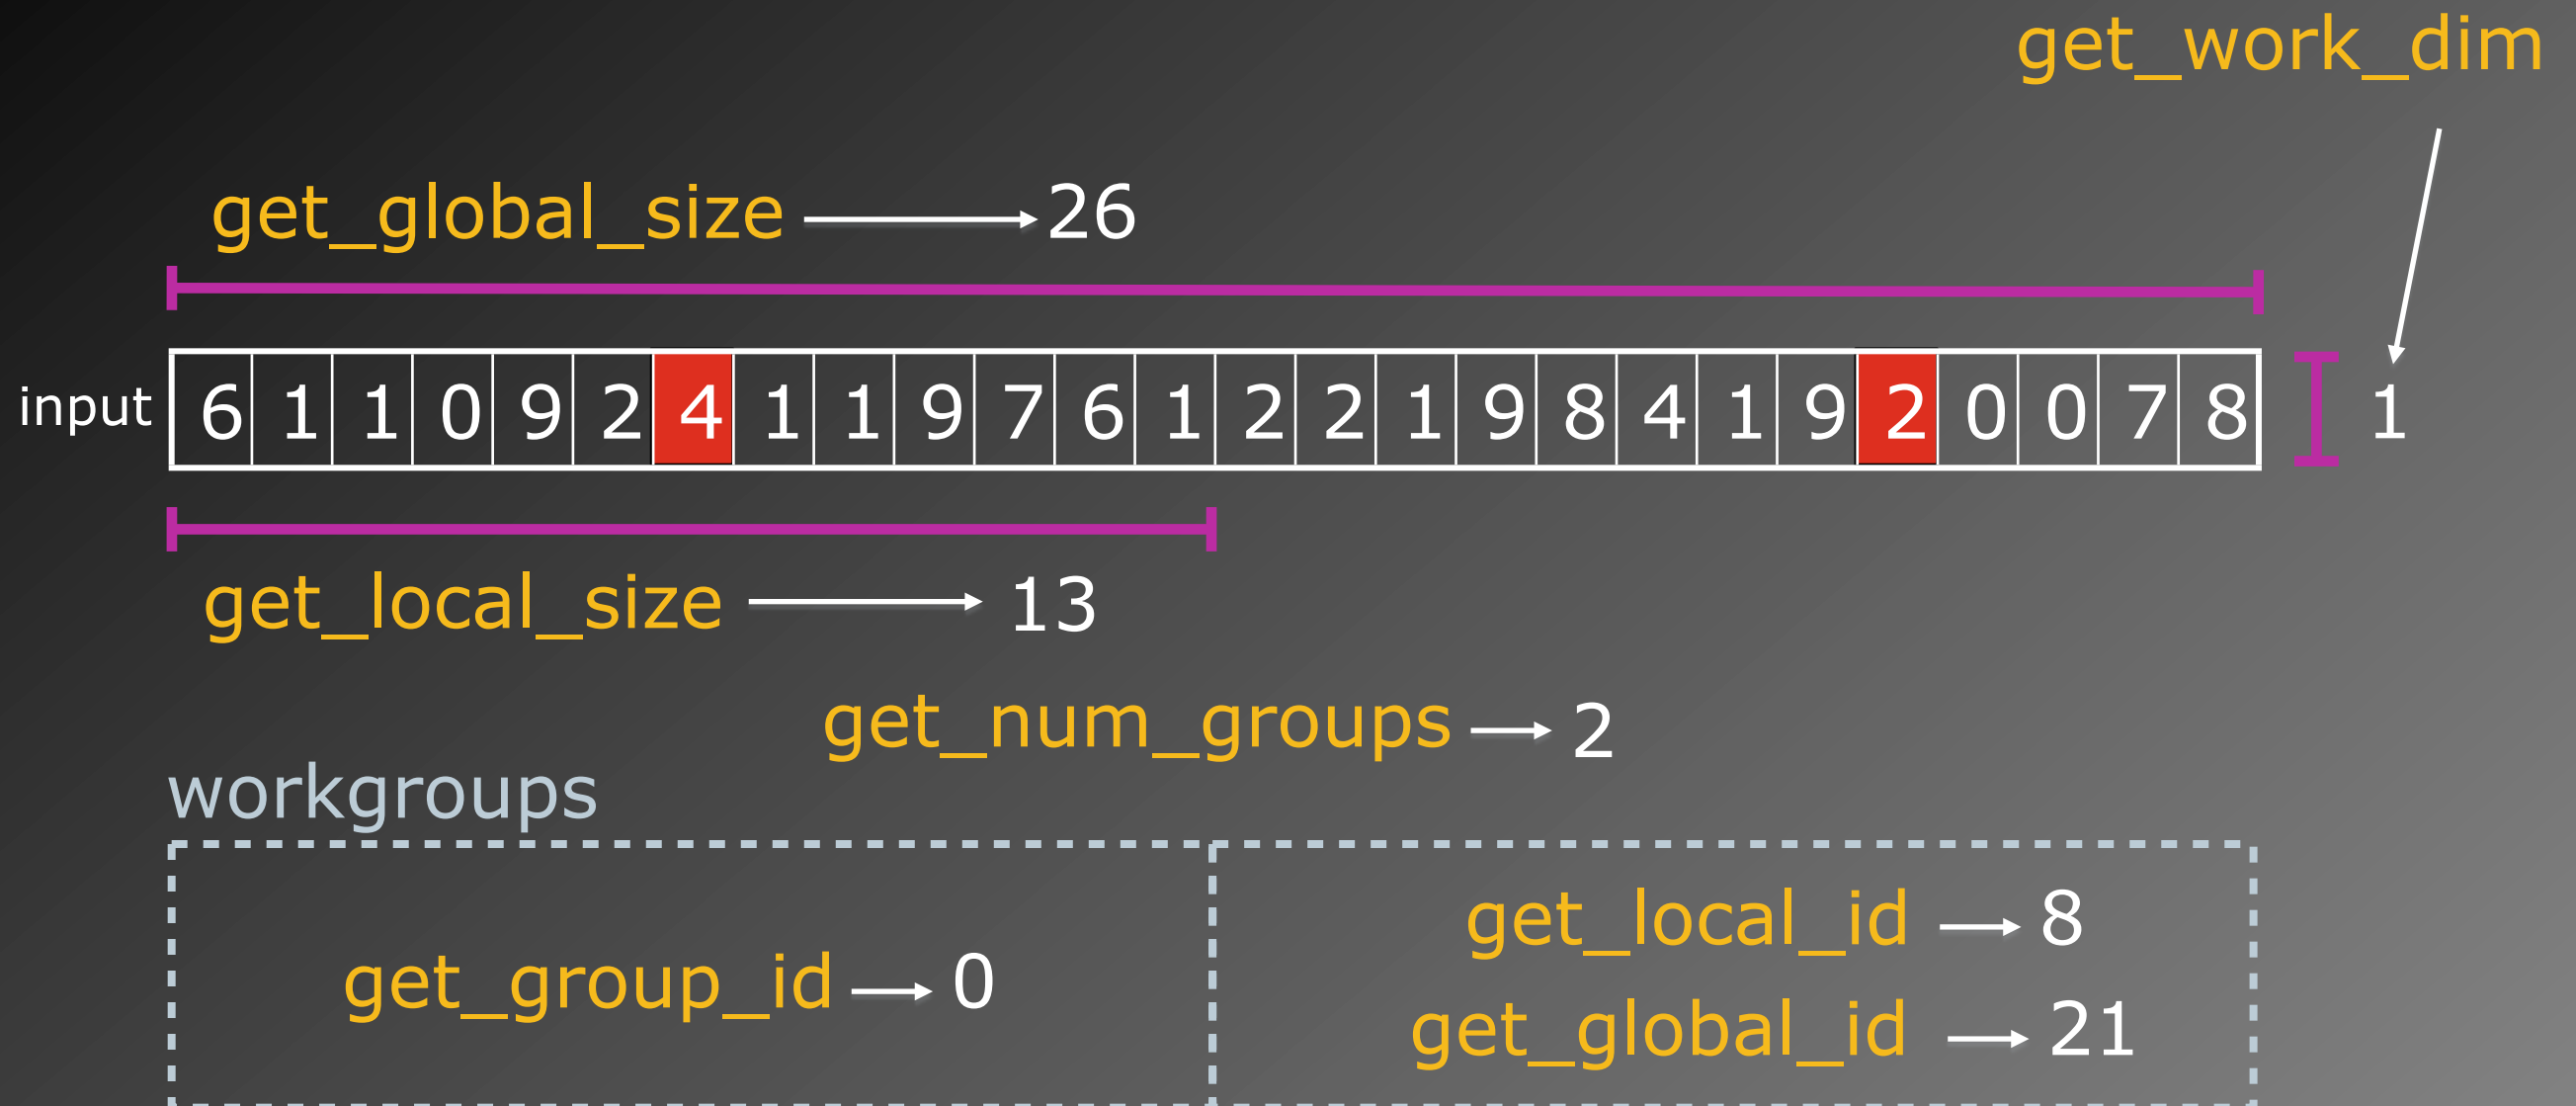 get_work_dim
get_global_size 26
input 6 1 1 0 9 2 4 1 1 9 7 6 1 2 2 1 9 8 4 1 9 2 0 0 7 8 1
get_local_size 13
get_num_groups 2
workgroups
get_group_id 0
get_local_id 8
get_global_id 21